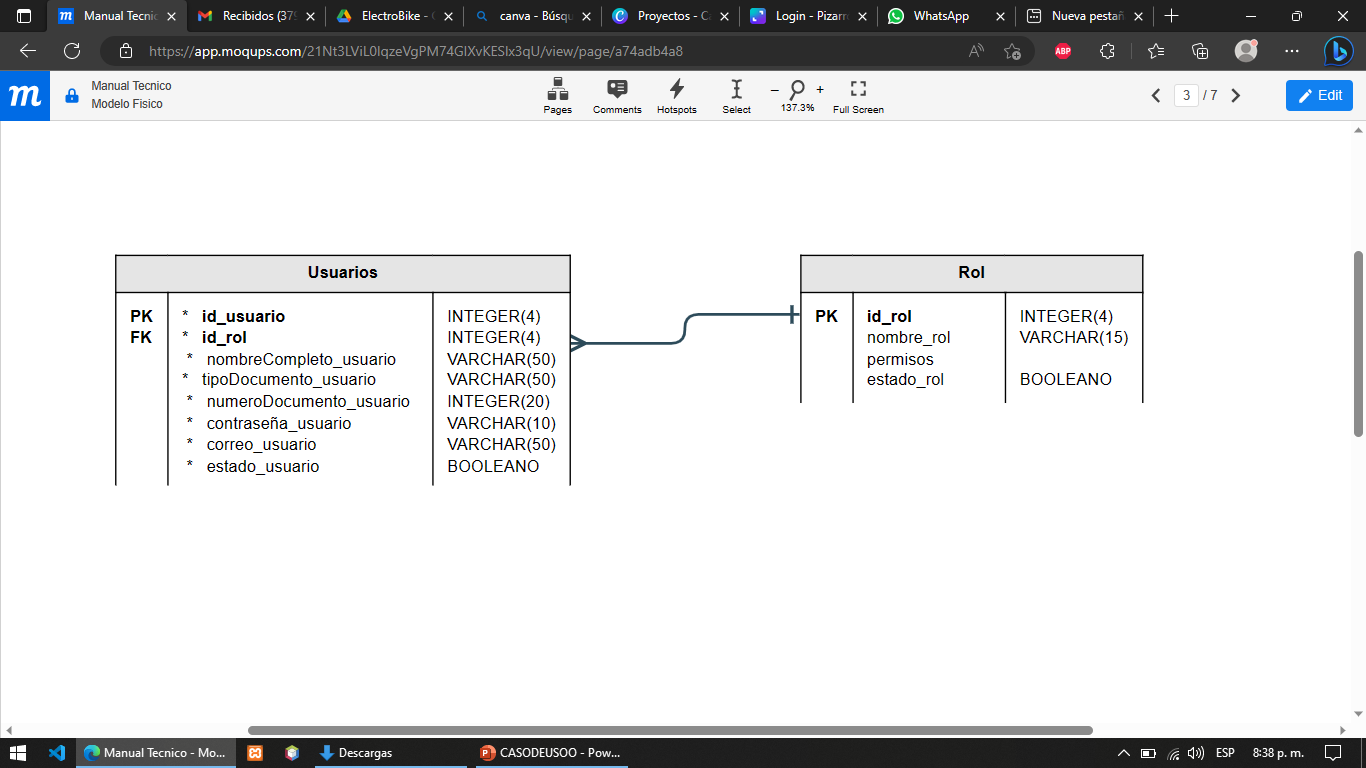 Manual Tecnic
Recibidos (375
ElectroBike -
canva - Búsqu
Proyectos - C
Login - Pizarr
WhatsApp
Nueva pestañ
https://app.moqups.com/21Nt3LViL0IqzeVgPM74GIXvKESIx3qU/view/page/a74adb4a8
ABP
m
Manual Tecnico
Modelo Fisico
Pages
Comments
Hotspots
Select
137.3%
Full Screen
3 / 7
Edit
Usuarios
PK * id_usuario INTEGER(4)
FK * id_rol INTEGER(4)
* nombreCompleto_usuario VARCHAR(50)
* tipoDocumento_usuario VARCHAR(50)
* numeroDocumento_usuario INTEGER(20)
* contraseña_usuario VARCHAR(10)
* correo_usuario VARCHAR(50)
* estado_usuario BOOLEANO
Rol
PK id_rol INTEGER(4)
nombre_rol VARCHAR(15)
permisos
estado_rol BOOLEANO
Manual Tecnico - Mo...
Descargas
CASODEUSOO - Pow...
ESP
8:38 p. m.